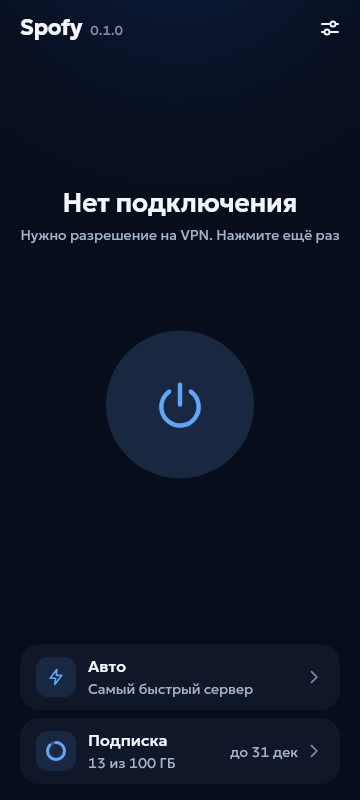 Spofy 0.1.0
Нет подключения
Нужно разрешение на VPN. Нажмите ещё раз
Авто
Самый быстрый сервер
Подписка
13 из 100 ГБ
до 31 дек